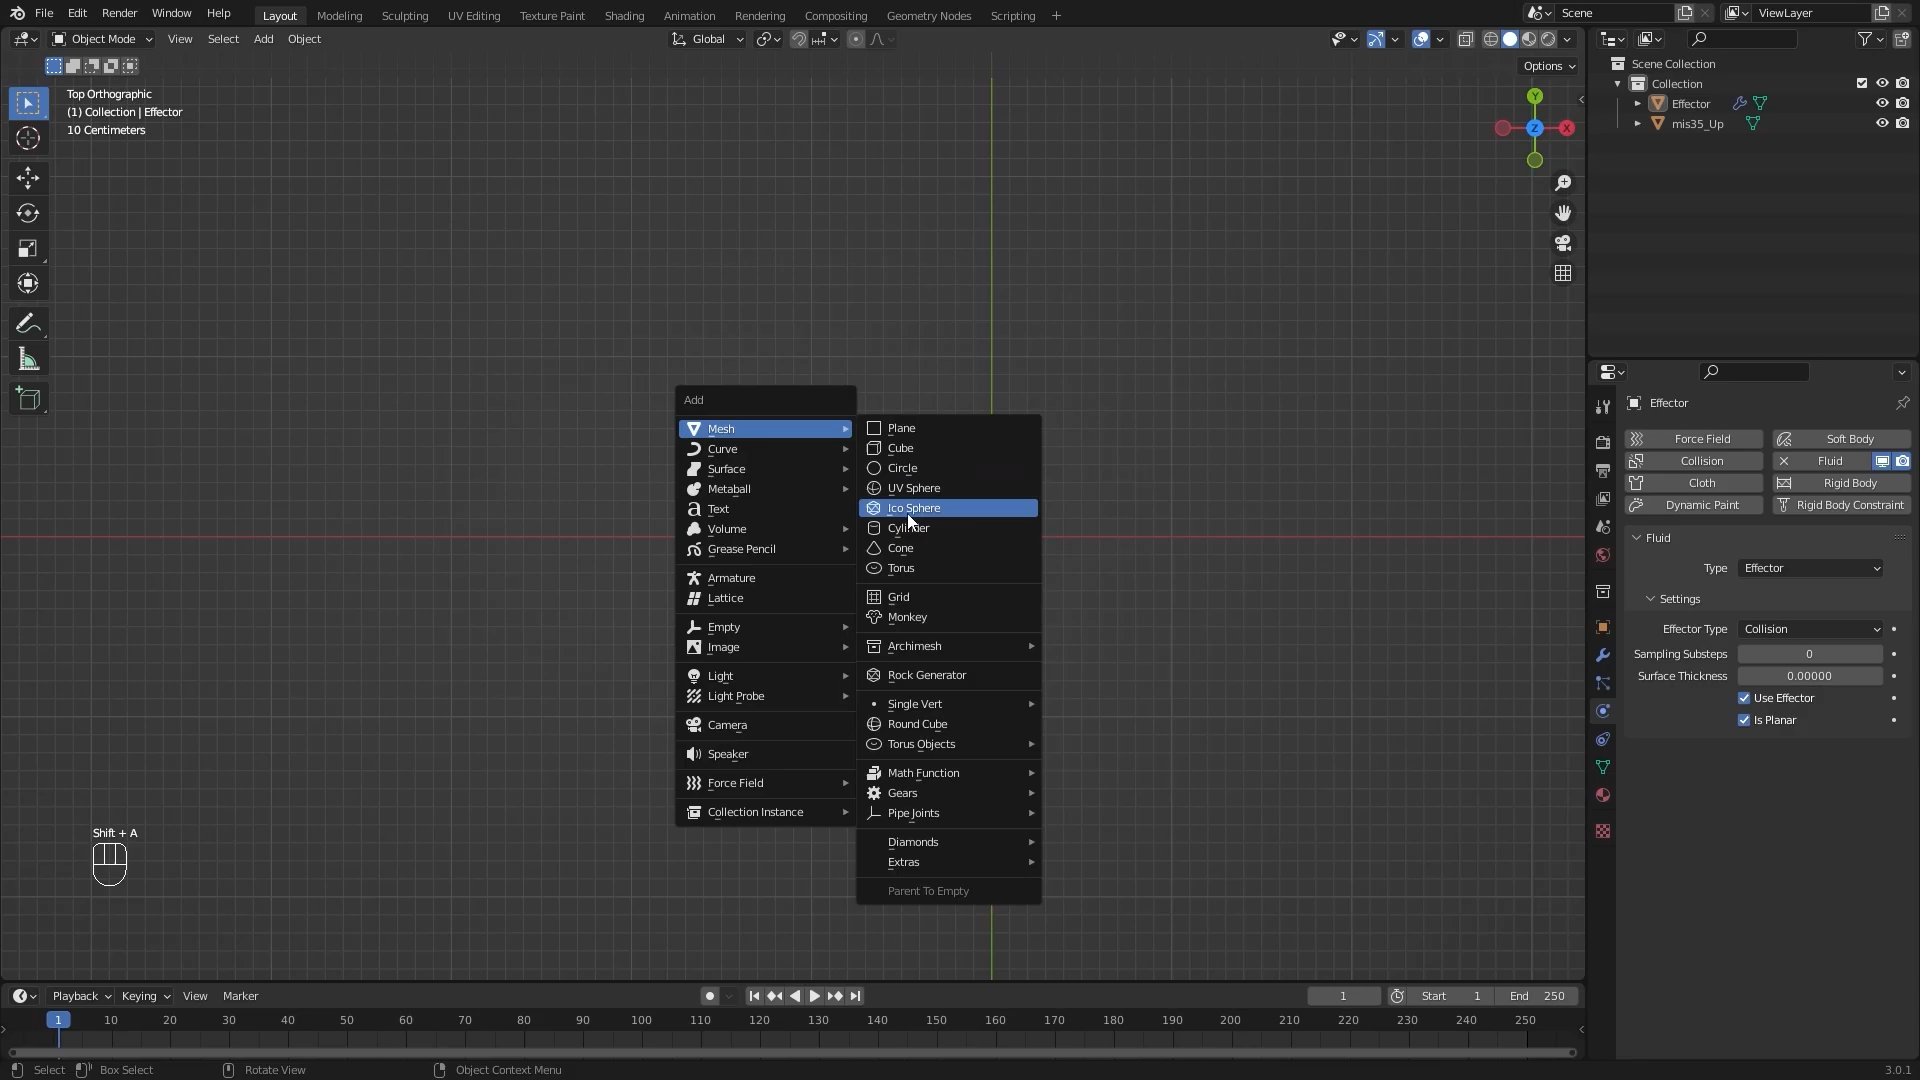 File Edit Render Window Help Layout Modeling Sculpting UV Editing Texture Paint Shading Animation Rendering Compositing Geometry Nodes Scripting + Scene ViewLayer
Object Mode View Select Add Object Global
Options
Top Orthographic
(1) Collection | Effector
10 Centimeters
Y
Z
X
Scene Collection
Collection
Effector
mis35_Up
Add
Mesh
Curve
Surface
Metaball
Text
Volume
Grease Pencil
Armature
Lattice
Empty
Image
Light
Light Probe
Camera
Speaker
Force Field
Collection Instance
Plane
Cube
Circle
UV Sphere
Ico Sphere
Cylinder
Cone
Torus
Grid
Monkey
Archimesh
Rock Generator
Single Vert
Round Cube
Torus Objects
Math Function
Gears
Pipe Joints
Diamonds
Extras
Parent To Empty
Effector
Force Field Soft Body
Collision Fluid
Cloth Rigid Body
Dynamic Paint Rigid Body Constraint
Fluid
Type Effector
Settings
Effector Type Collision
Sampling Substeps 0
Surface Thickness 0.00000
Use Effector
Is Planar
Shift + A
Playback Keying View Marker 1 Start 1 End 250
1 10 20 30 40 50 60 70 80 90 100 110 120 130 140 150 160 170 180 190 200 210 220 230 240 250
Select Box Select Rotate View Object Context Menu 3.0.1